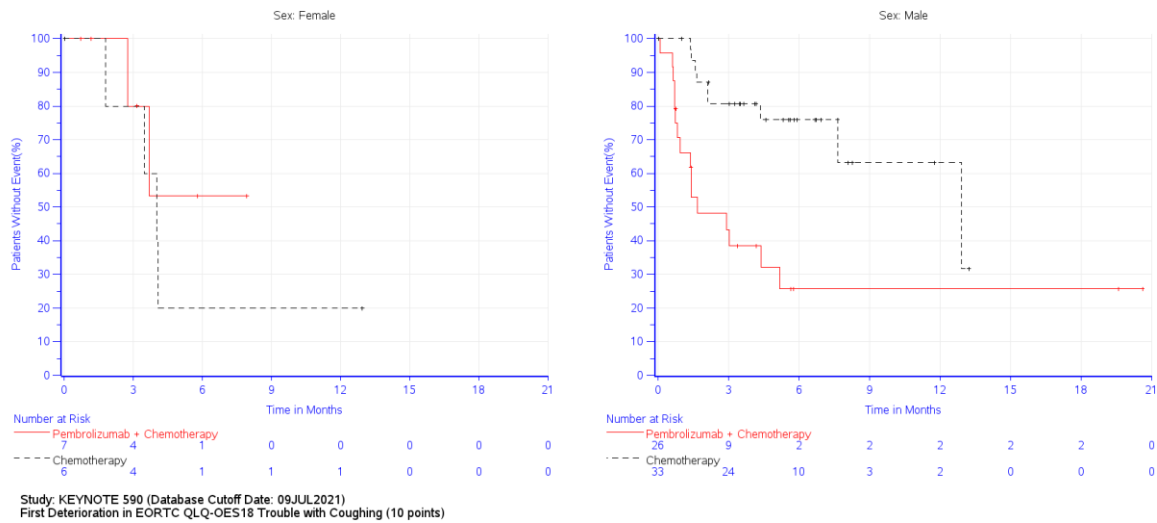 Sex: Female
Sex: Male
Patients Without Event(%)
100
90
80
70
60
50
40
30
20
10
0
0 3 6 9 12 15 18 21
Time in Months
Number at Risk
Pembrolizumab + Chemotherapy
7 4 1 0 0 0 0 0
Chemotherapy
6 4 1 1 1 0 0 0
Patients Without Event(%)
100
90
80
70
60
50
40
30
20
10
0
0 3 6 9 12 15 18 21
Time in Months
Number at Risk
Pembrolizumab + Chemotherapy
26 9 2 2 2 2 2 0
Chemotherapy
33 24 10 3 2 0 0 0
Study: KEYNOTE 590 (Database Cutoff Date: 09JUL2021)
First Deterioration in EORTC QLQ-OES18 Trouble with Coughing (10 points)